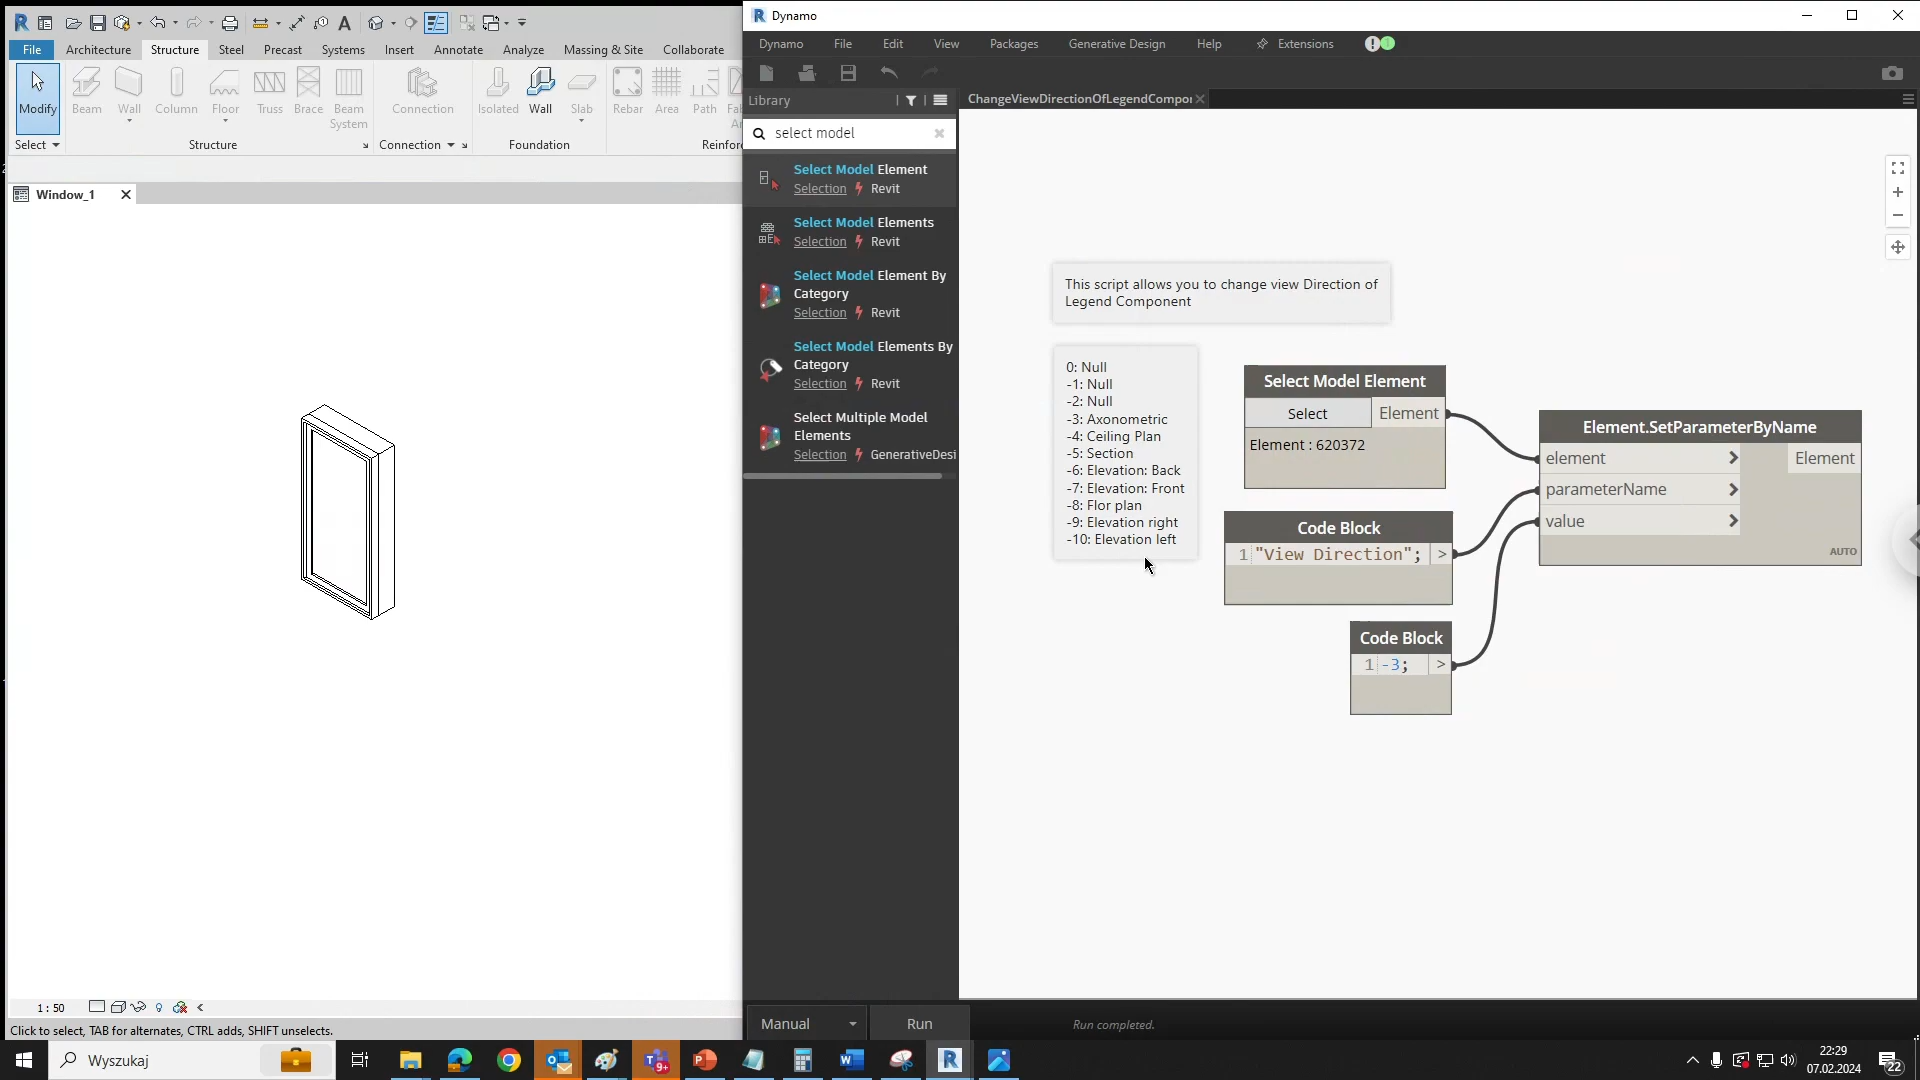 File
Architecture
Structure
Steel
Precast
Systems
Insert
Annotate
Analyze
Massing & Site
Collaborate
Modify
Beam
Wall
Column
Floor
Truss
Brace
Beam
System
Connection
Isolated
Wall
Slab
Rebar
Area
Path
Select
Structure
Connection
Foundation
Window_1
1 : 50
Click to select, TAB for alternates, CTRL adds, SHIFT unselects.
Dynamo
Dynamo
File
Edit
View
Packages
Generative Design
Help
Extensions
1
Library
ChangeViewDirectionOfLegendCompoı
select model
Select Model Element
Selection Revit
Select Model Elements
Selection Revit
Select Model Element By
Category
Selection Revit
Select Model Elements By
Category
Selection Revit
Select Multiple Model
Elements
Selection GenerativeDesi
This script allows you to change view Direction of
Legend Component
0: Null
-1: Null
-2: Null
-3: Axonometric
-4: Ceiling Plan
-5: Section
-6: Elevation: Back
-7: Elevation: Front
-8: Flor plan
-9: Elevation right
-10: Elevation left
Select Model Element
Select Element
Element : 620372
Code Block
1 "View Direction"; >
Code Block
1 -3; >
Element.SetParameterByName
element > Element
parameterName >
value >
AUTO
Manual
Run
Run completed.
Wyszukaj
9+
22:29
07.02.2024
22